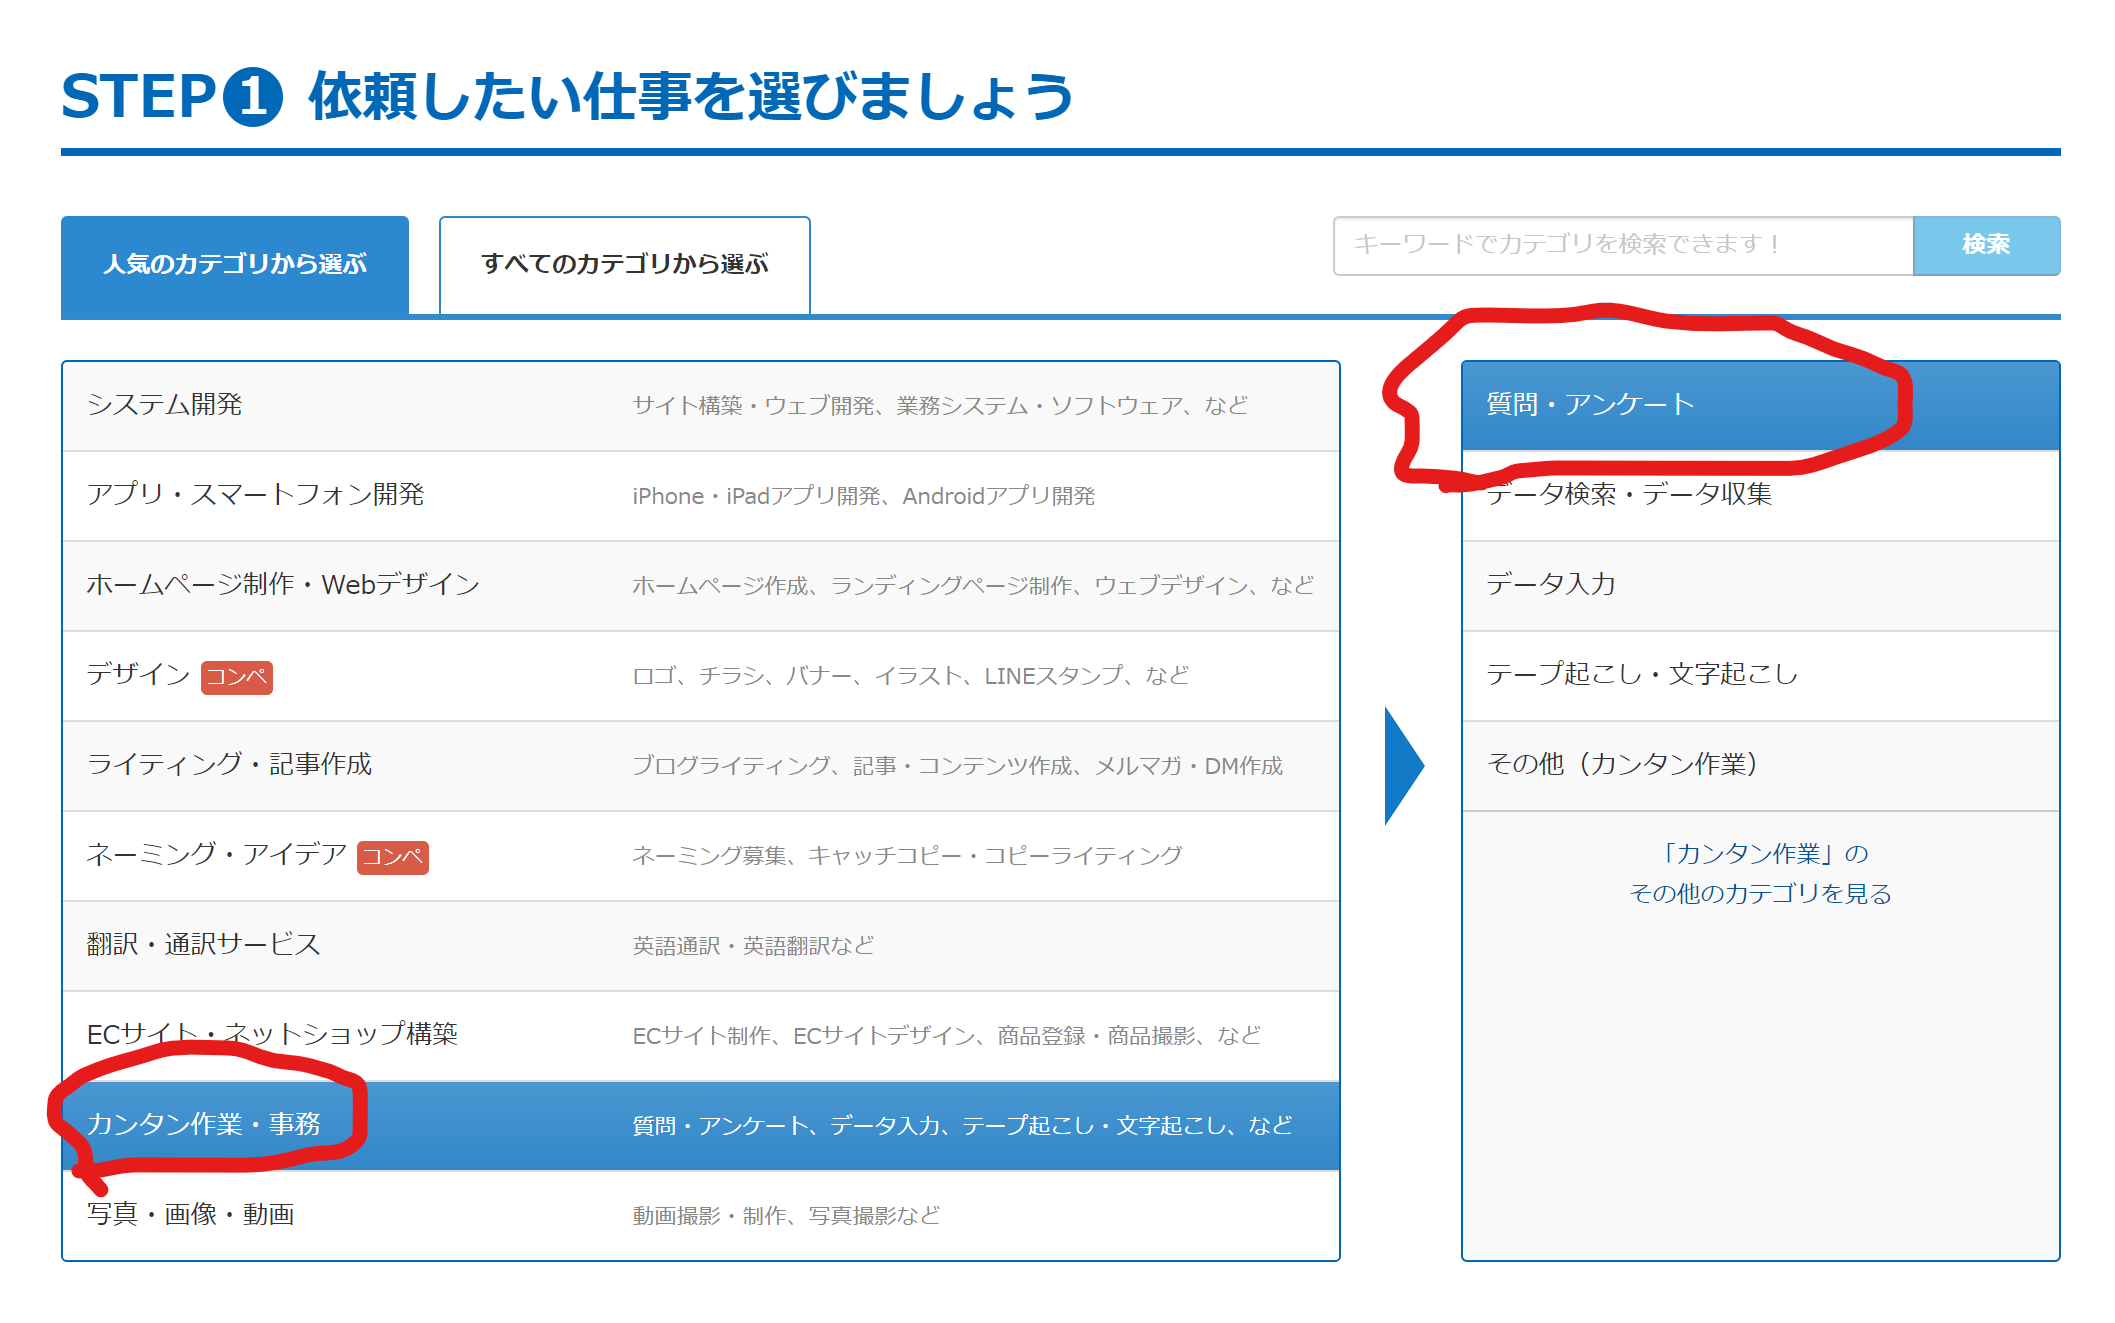 STEP❶ 依頼したい仕事を選びましょう
人気のカテゴリから選ぶ
すべてのカテゴリから選ぶ
キーワードでカテゴリを検索できます！
検索
システム開発
サイト構築・ウェブ開発、業務システム・ソフトウェア、など
アプリ・スマートフォン開発
iPhone・iPadアプリ開発、Androidアプリ開発
ホームページ制作・Webデザイン
ホームページ作成、ランディングページ制作、ウェブデザイン、など
デザイン コンペ
ロゴ、チラシ、バナー、イラスト、LINEスタンプ、など
ライティング・記事作成
ブログライティング、記事・コンテンツ作成、メルマガ・DM作成
ネーミング・アイデア コンペ
ネーミング募集、キャッチコピー・コピーライティング
翻訳・通訳サービス
英語通訳・英語翻訳など
ECサイト・ネットショップ構築
ECサイト制作、ECサイトデザイン、商品登録・商品撮影、など
カンタン作業・事務
質問・アンケート、データ入力、テープ起こし・文字起こし、など
写真・画像・動画
動画撮影・制作、写真撮影など
質問・アンケート
データ検索・データ収集
データ入力
テープ起こし・文字起こし
その他（カンタン作業）
「カンタン作業」の
その他のカテゴリを見る